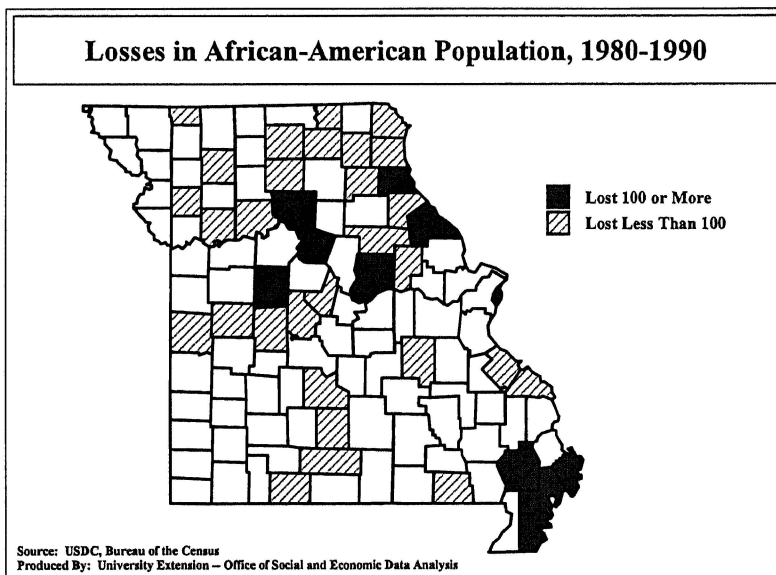 Losses in African-American Population, 1980-1990
Lost 100 or More
Lost Less Than 100
Source: USDC, Bureau of the Census
Produced By: University Extension -- Office of Social and Economic Data Analysis